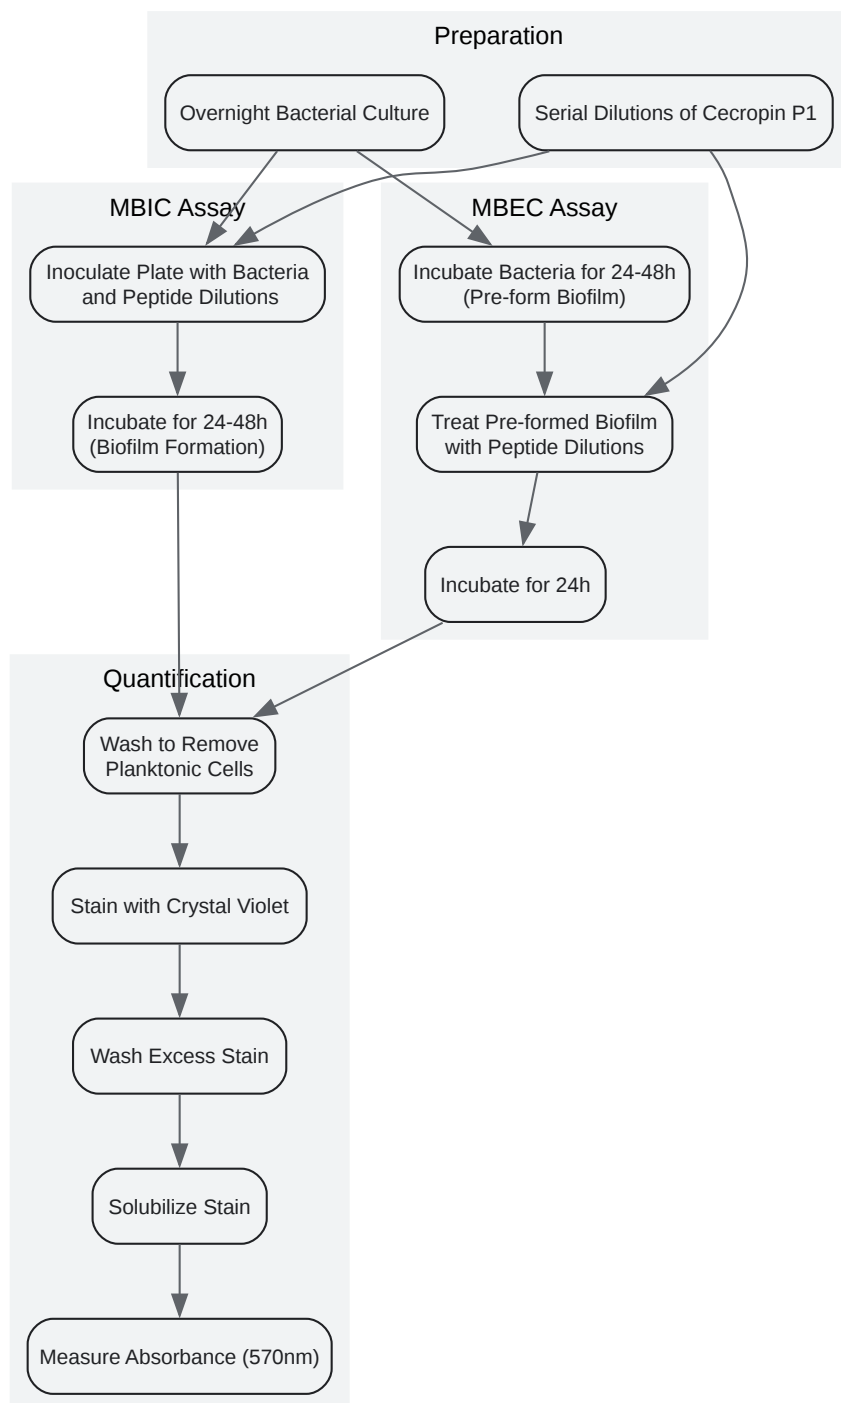 Preparation
Overnight Bacterial Culture
Serial Dilutions of Cecropin P1
MBIC Assay
Inoculate Plate with Bacteria
and Peptide Dilutions
Incubate for 24-48h
(Biofilm Formation)
MBEC Assay
Incubate Bacteria for 24-48h
(Pre-form Biofilm)
Treat Pre-formed Biofilm
with Peptide Dilutions
Incubate for 24h
Quantification
Wash to Remove
Planktonic Cells
Stain with Crystal Violet
Wash Excess Stain
Solubilize Stain
Measure Absorbance (570nm)